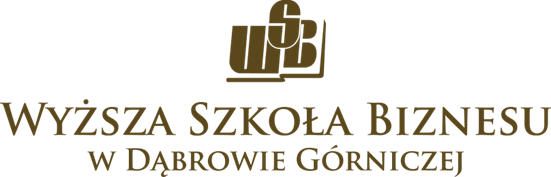 WSB
WYŻSZA SZKOŁA BIZNESU
W DĄBROWIE GÓRNICZEJ